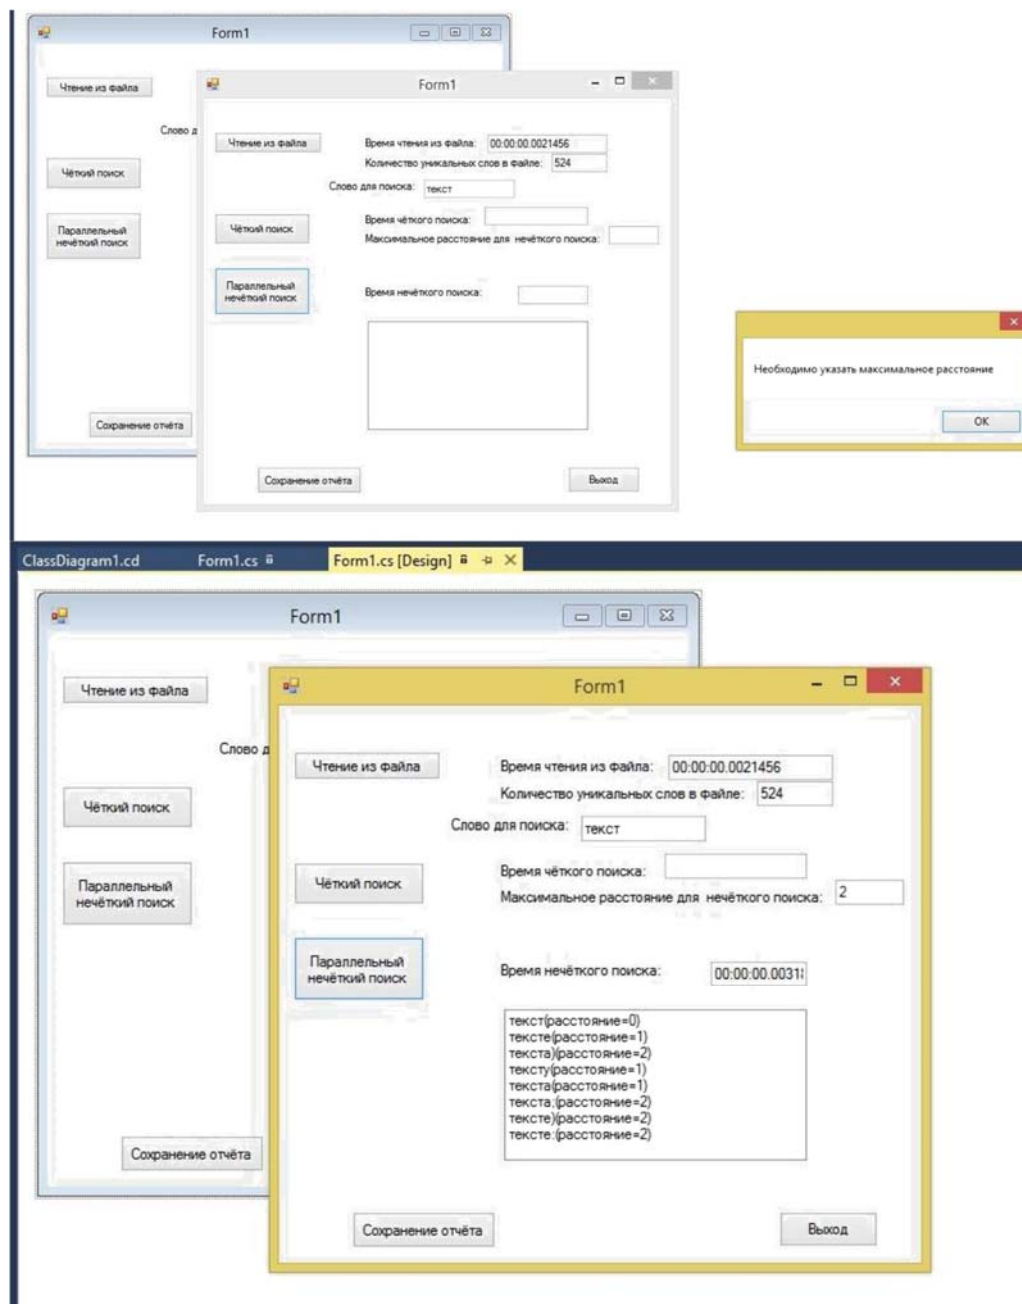 Form1
Чтение из файла
Слово д
Чёткий поиск
Параллельный
нечёткий поиск
Сохранение отчёта
Form1
Чтение из файла
Время чтения из файла: 00:00:00.0021456
Количество уникальных слов в файле: 524
Слово для поиска: текст
Чёткий поиск
Время чёткого поиска:
Максимальное расстояние для нечёткого поиска:
Параллельный
нечёткий поиск
Время нечёткого поиска:
Сохранение отчёта
Выход
Необходимо указать максимальное расстояние
OK
ClassDiagram1.cd
Form1.cs
Form1.cs [Design]
Form1
Чтение из файла
Слово д
Чёткий поиск
Параллельный
нечёткий поиск
Сохранение отчёта
Form1
Чтение из файла
Время чтения из файла: 00:00:00.0021456
Количество уникальных слов в файле: 524
Слово для поиска: текст
Чёткий поиск
Время чёткого поиска:
Максимальное расстояние для нечёткого поиска: 2
Параллельный
нечёткий поиск
Время нечёткого поиска: 00:00:00.0031
текст(расстояние=0)
тексте(расстояние=1)
текста)(расстояние=2)
тексту(расстояние=1)
текста(расстояние=1)
текста;(расстояние=2)
тексте)(расстояние=2)
тексте:(расстояние=2)
Сохранение отчёта
Выход